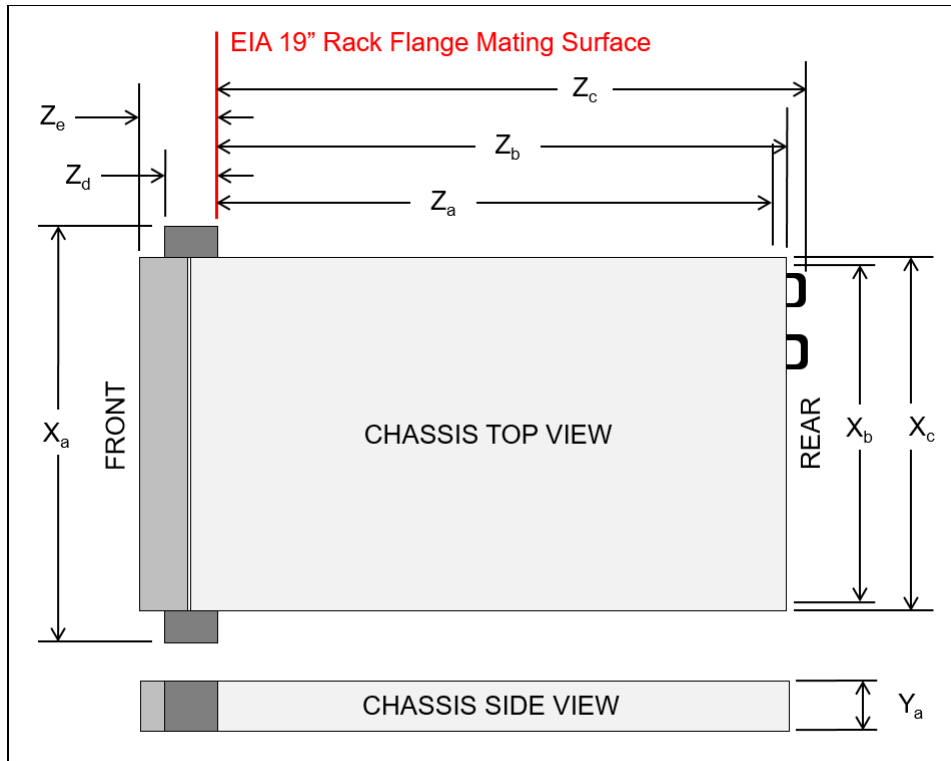 EIA 19” Rack Flange Mating Surface
Zc
Ze
Zb
Zd
Za
FRONT
Xa
CHASSIS TOP VIEW
REAR
Xb
Xc
CHASSIS SIDE VIEW
Ya